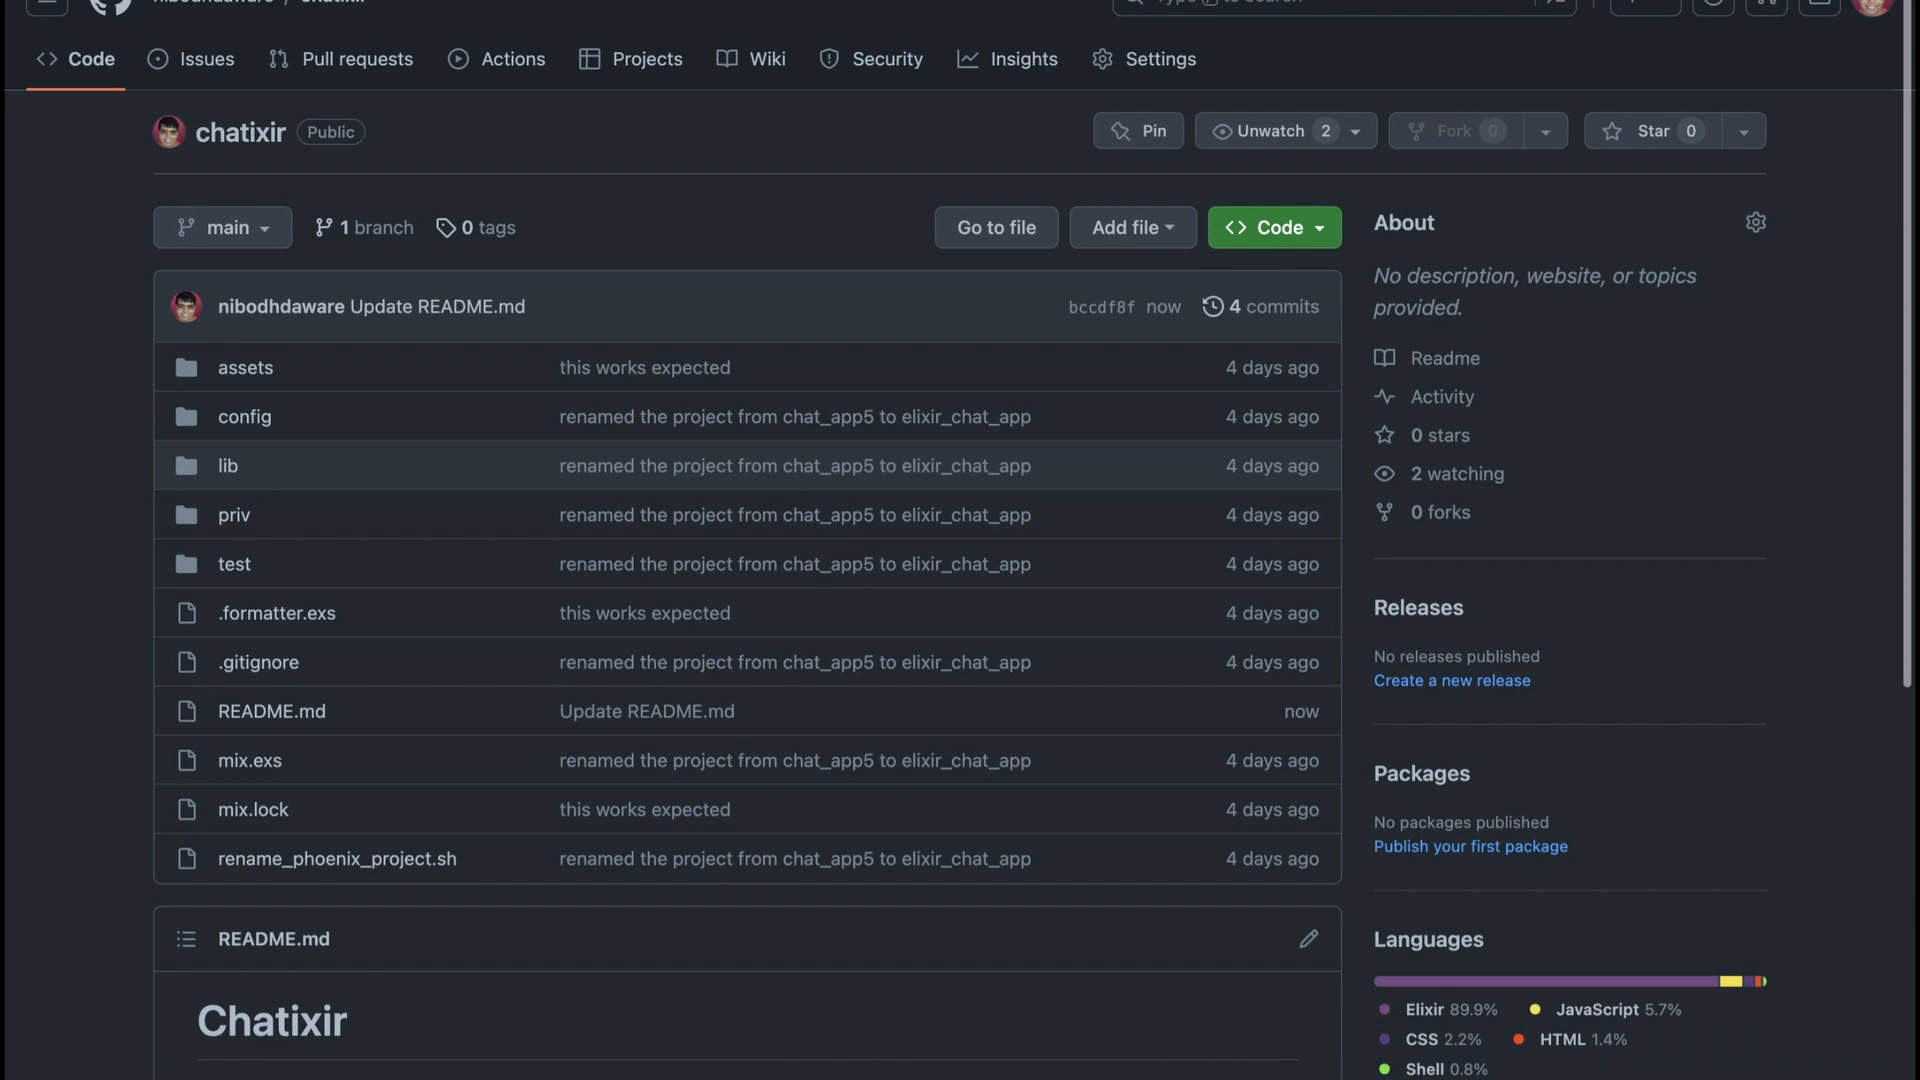 Code Issues Pull requests Actions Projects Wiki Security Insights Settings
chatixir Public
Pin Unwatch 2 Fork 0 Star 0
main 1 branch 0 tags Go to file Add file Code
nibodhdaware Update README.md bccdf8f now 4 commits
assets this works expected 4 days ago
config renamed the project from chat_app5 to elixir_chat_app 4 days ago
lib renamed the project from chat_app5 to elixir_chat_app 4 days ago
priv renamed the project from chat_app5 to elixir_chat_app 4 days ago
test renamed the project from chat_app5 to elixir_chat_app 4 days ago
.formatter.exs this works expected 4 days ago
.gitignore renamed the project from chat_app5 to elixir_chat_app 4 days ago
README.md Update README.md now
mix.exs renamed the project from chat_app5 to elixir_chat_app 4 days ago
mix.lock this works expected 4 days ago
rename_phoenix_project.sh renamed the project from chat_app5 to elixir_chat_app 4 days ago
README.md
Chatixir
About
No description, website, or topics
provided.
Readme
Activity
0 stars
2 watching
0 forks
Releases
No releases published
Create a new release
Packages
No packages published
Publish your first package
Languages
Elixir 89.9% JavaScript 5.7%
CSS 2.2% HTML 1.4%
Shell 0.8%